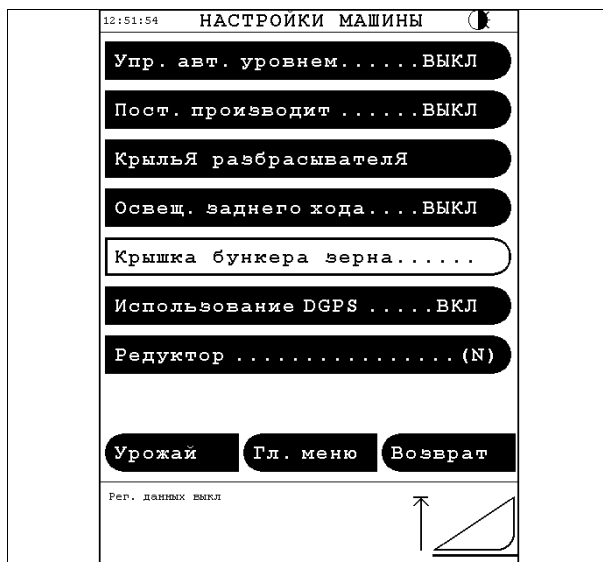 12:51:54 НАСТРОЙКИ МАШИНЫ
Упр. авт. уровнем......ВЫКЛ
Пост. производит ......ВЫКЛ
КрыльЯ разбрасывателЯ
Освещ. заднего хода....ВЫКЛ
Крышка бункера зерна......
Использование DGPS .....ВКЛ
Редуктор ................(N)
Урожай Гл. меню Возврат
Рег. данных выкл